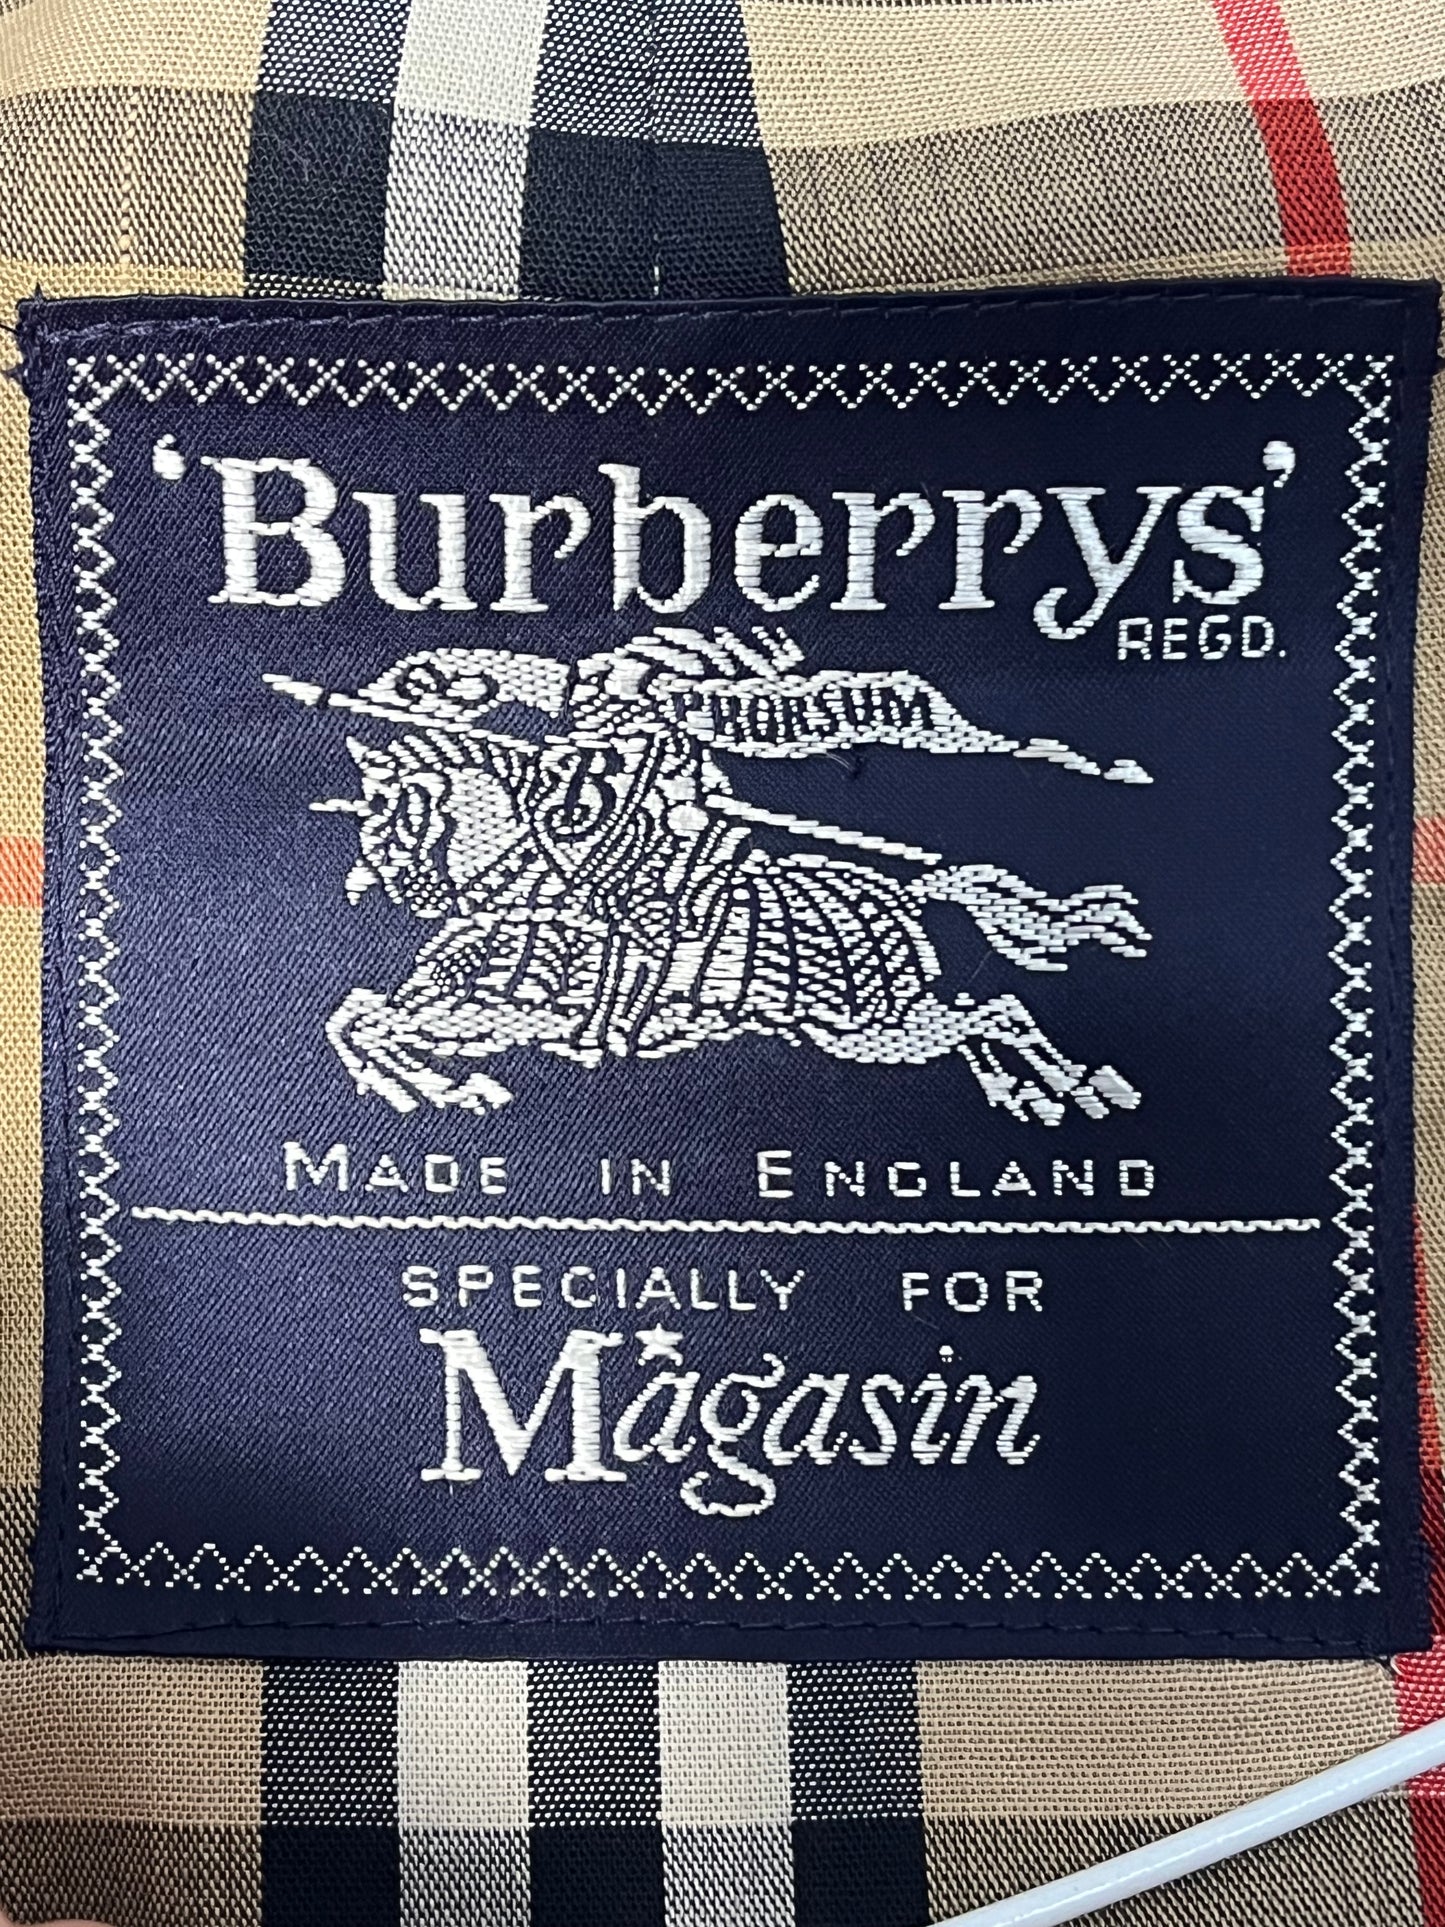 ‘Burberrys’
REGD.
PRORSUM
B
MADE IN ENGLAND
SPECIALLY FOR
Magasin